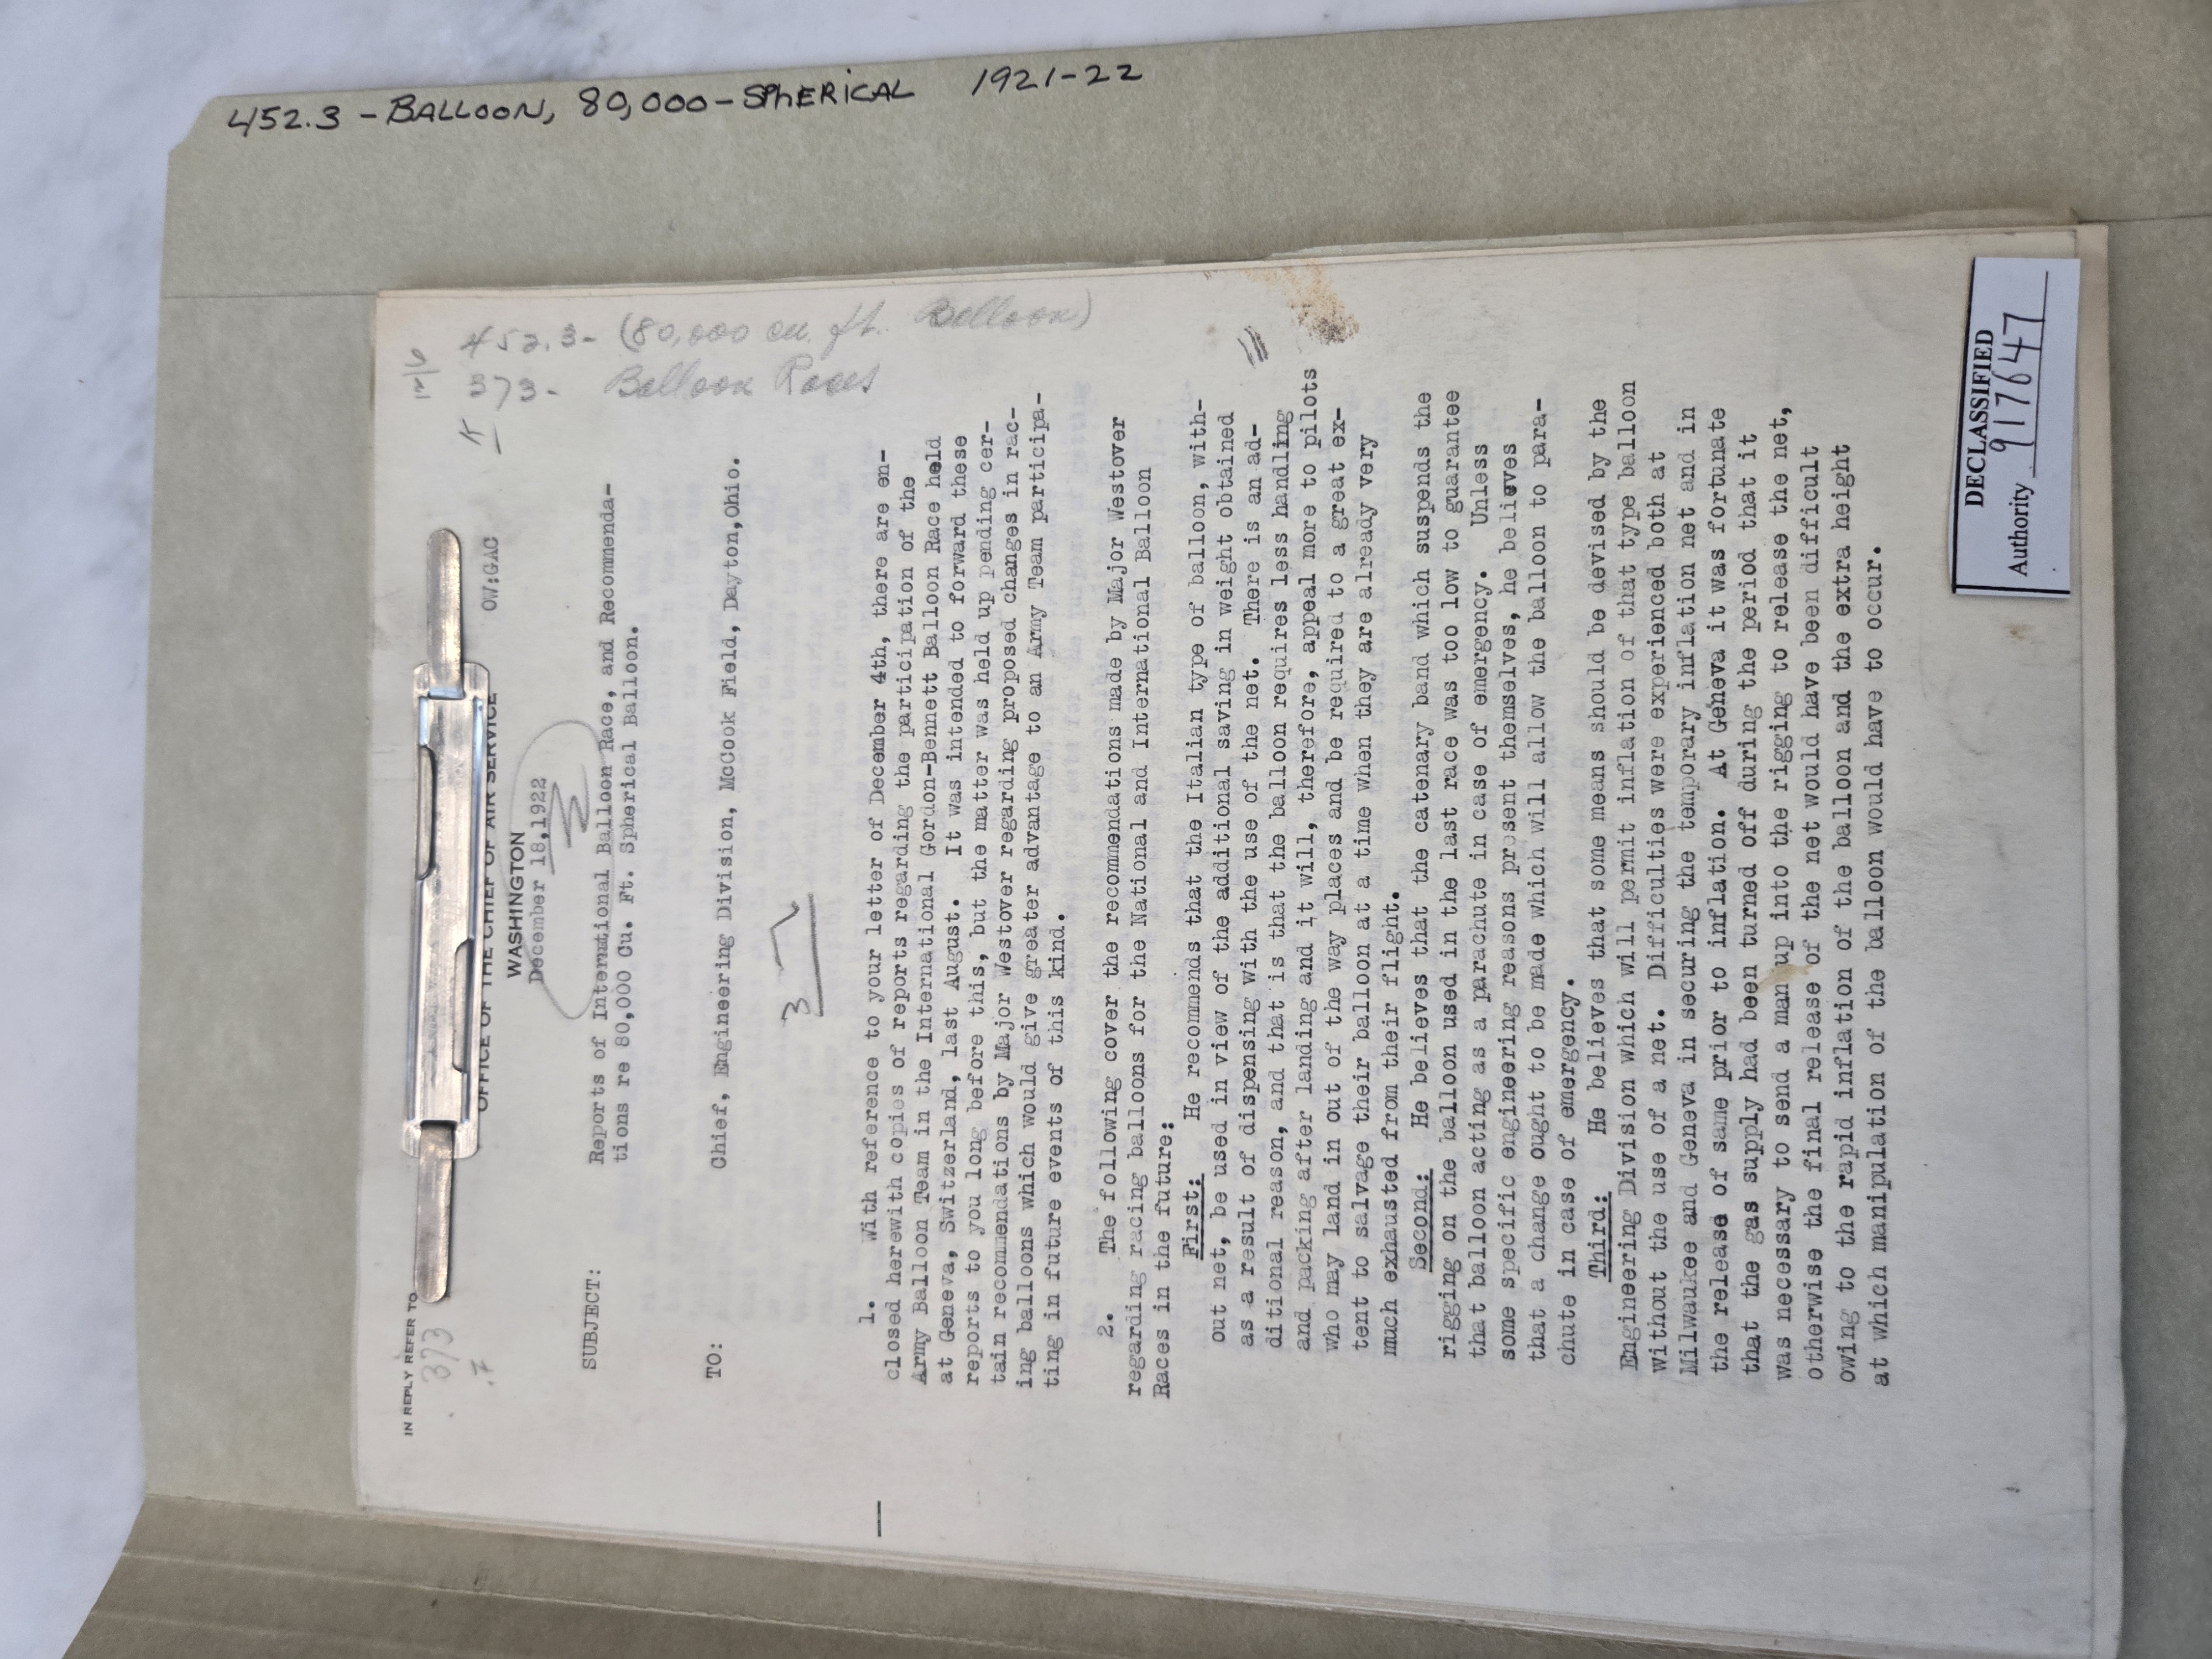 452.3 - BALLOON, 80,000 - SPHERICAL 1921-22
IN REPLY REFER TO
373
.7
OFFICE OF THE CHIEF OF AIR SERVICE
OW:GAC
WASHINGTON
December 18,1922
12/6
K1
373- Balloon Races
452.3- (80,000 cu. ft. Balloon)
SUBJECT: Reports of International Balloon Race, and Recommenda-
tions re 80,000 Cu. Ft. Spherical Balloon.
TO: Chief, Engineering Division, McCook Field, Dayton,Ohio.
3
1. With reference to your letter of December 4th, there are en-
closed herewith copies of reports regarding the participation of the
Army Balloon Team in the International Gordon-Bennett Balloon Race held
at Geneva, Switzerland, last August. It was intended to forward these
reports to you long before this, but the matter was held up pending cer-
tain recommendations by Major Westover regarding proposed changes in rac-
ing balloons which would give greater advantage to an Army Team participa-
ting in future events of this kind.
2. The following cover the recommendations made by Major Westover
regarding racing balloons for the National and International Balloon
Races in the future:
First: He recommends that the Italian type of balloon, with-
out net, be used in view of the additional saving in weight obtained
as a result of dispensing with the use of the net. There is an ad-
ditional reason, and that is that the balloon requires less handling
and packing after landing and it will, therefore, appeal more to pilots
who may land in out of the way places and be required to a great ex-
tent to salvage their balloon at a time when they are already very
much exhausted from their flight.
Second: He believes that the catenary band which suspends the
rigging on the balloon used in the last race was too low to guarantee
that balloon acting as a parachute in case of emergency. Unless
some specific engineering reasons present themselves, he believes
that a change ought to be made which will allow the balloon to para-
chute in case of emergency.
Third: He believes that some means should be devised by the
Engineering Division which will permit inflation of that type balloon
without the use of a net. Difficulties were experienced both at
Milwaukee and Geneva in securing the temporary inflation net and in
the release of same prior to inflation. At Geneva it was fortunate
that the gas supply had been turned off during the period that it
was necessary to send a man up into the rigging to release the net,
otherwise the final release of the net would have been difficult
owing to the rapid inflation of the balloon and the extra height
at which manipulation of the balloon would have to occur.
DECLASSIFIED
Authority 917647